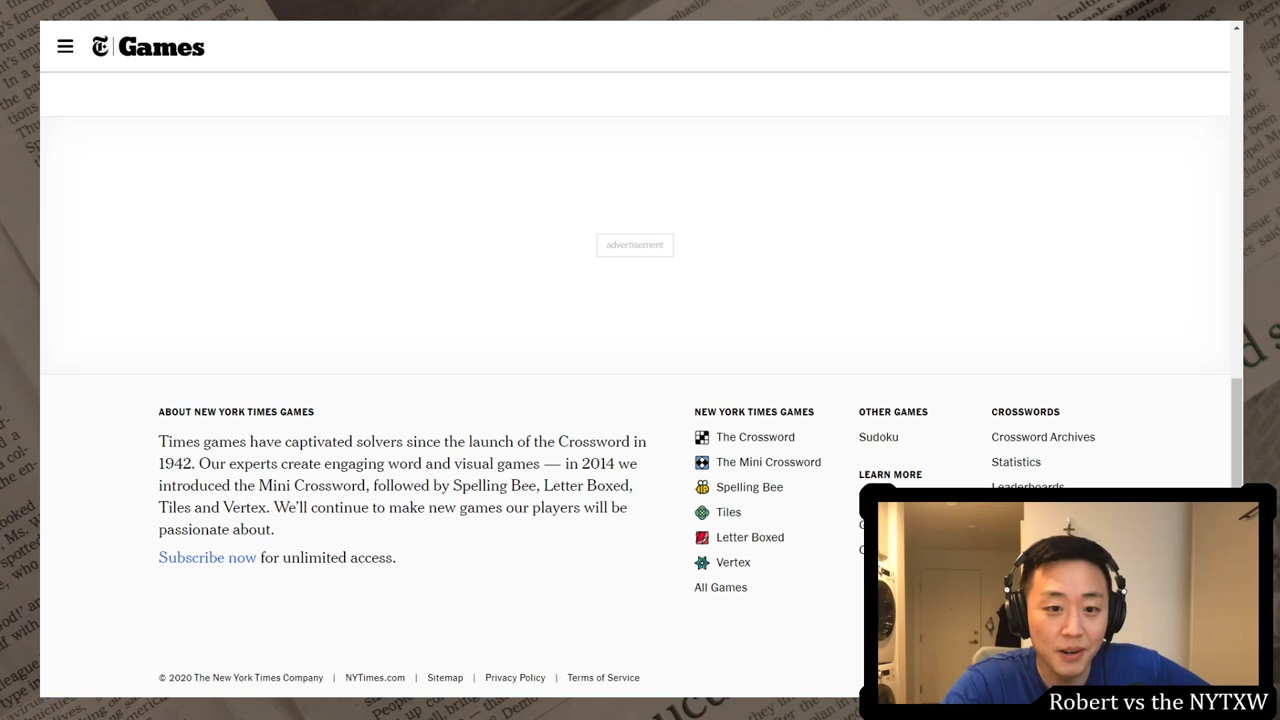 Games
advertisement
ABOUT NEW YORK TIMES GAMES
Times games have captivated solvers since the launch of the Crossword in
1942. Our experts create engaging word and visual games — in 2014 we
introduced the Mini Crossword, followed by Spelling Bee, Letter Boxed,
Tiles and Vertex. We'll continue to make new games our players will be
passionate about.
Subscribe now for unlimited access.
NEW YORK TIMES GAMES
The Crossword
The Mini Crossword
Spelling Bee
Tiles
Letter Boxed
Vertex
All Games
OTHER GAMES
Sudoku
LEARN MORE
CROSSWORDS
Crossword Archives
Statistics
Leaderboards
© 2020 The New York Times Company | NYTimes.com | Sitemap | Privacy Policy | Terms of Service
Robert vs the NYTXW